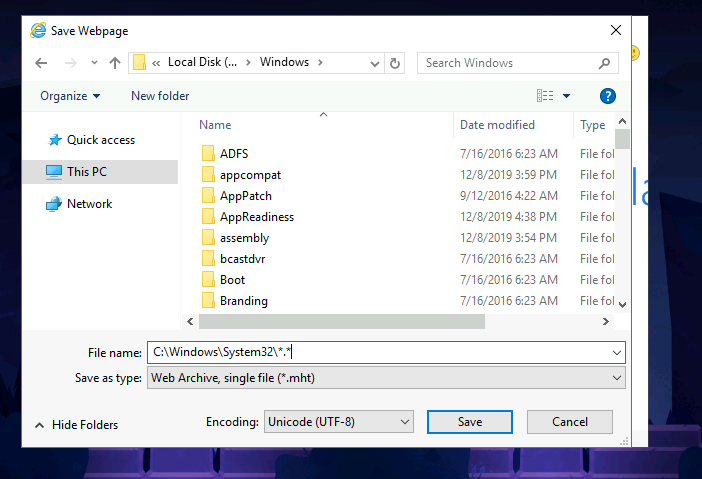 Save Webpage
« Local Disk (... > Windows >
Search Windows
Organize
New folder
Name Date modified Type
Quick access
This PC
Network
ADFS 7/16/2016 6:23 AM File fol
appcompat 12/8/2019 3:59 PM File fol
AppPatch 9/12/2016 4:22 AM File fol
AppReadiness 12/8/2019 4:38 PM File fol
assembly 12/8/2019 3:54 PM File fol
bcastdvr 7/16/2016 6:23 AM File fol
Boot 7/16/2016 6:23 AM File fol
Branding 7/16/2016 6:23 AM File fol
File name: C:\Windows\System32\*.*
Save as type: Web Archive, single file (*.mht)
Hide Folders
Encoding: Unicode (UTF-8)
Save
Cancel